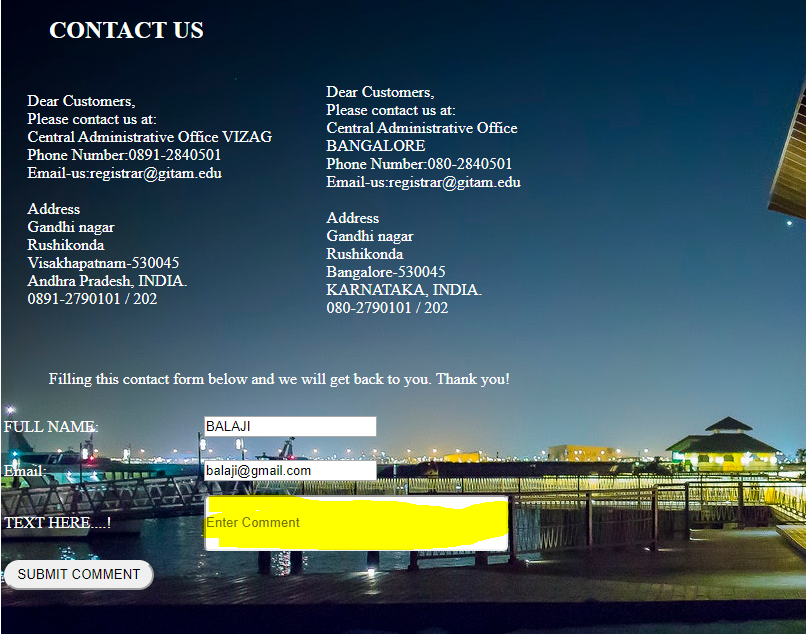 CONTACT US
Dear Customers,
Please contact us at:
Central Administrative Office VIZAG
Phone Number:0891-2840501
Email-us:registrar@gitam.edu
Address
Gandhi nagar
Rushikonda
Visakhapatnam-530045
Andhra Pradesh, INDIA.
0891-2790101 / 202
Dear Customers,
Please contact us at:
Central Administrative Office
BANGALORE
Phone Number:080-2840501
Email-us:registrar@gitam.edu
Address
Gandhi nagar
Rushikonda
Bangalore-530045
KARNATAKA, INDIA.
080-2790101 / 202
Filling this contact form below and we will get back to you. Thank you!
FULL NAME: BALAJI
Email: balaji@gmail.com
TEXT HERE....! Enter Comment
SUBMIT COMMENT